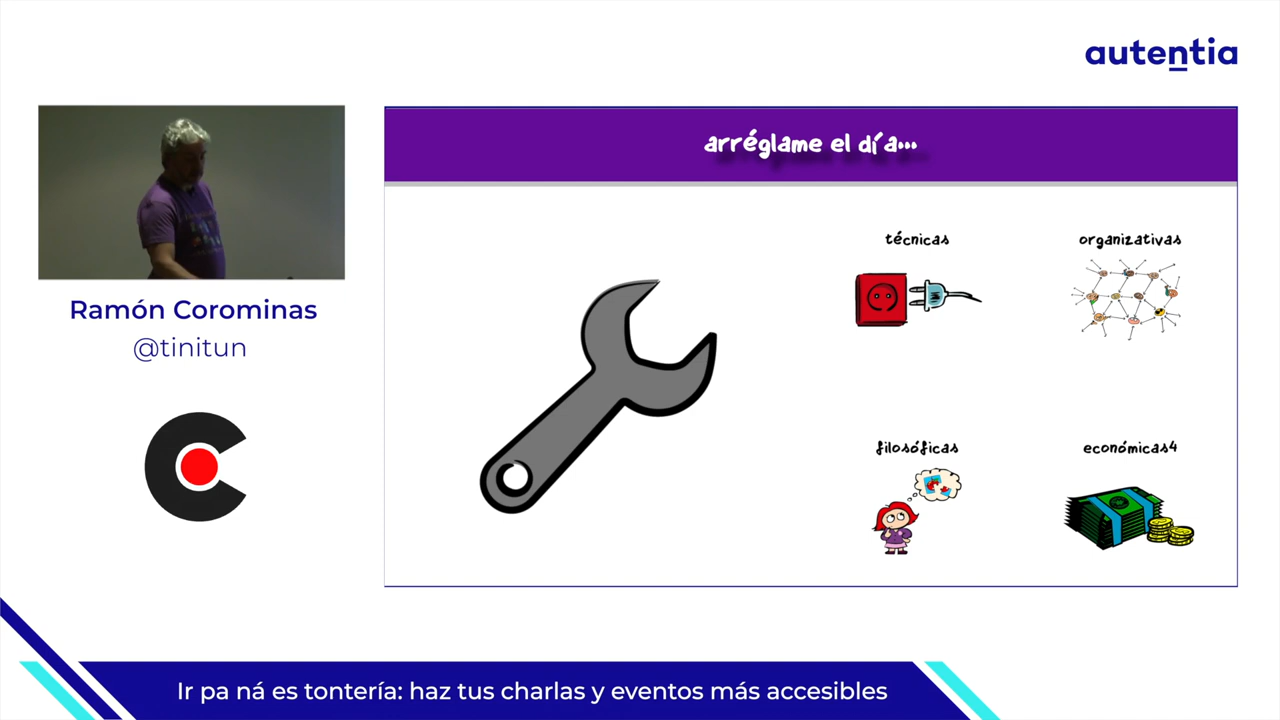 autentia
arréglame el día...
técnicas
organizativas
Ramón Corominas
@tinitun
filosóficas
económicas4
Ir pa ná es tontería: haz tus charlas y eventos más accesibles